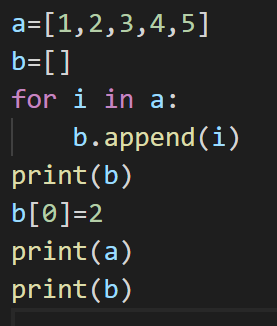 a=[1,2,3,4,5]
b=[]
for i in a:
    b.append(i)
print(b)
b[0]=2
print(a)
print(b)